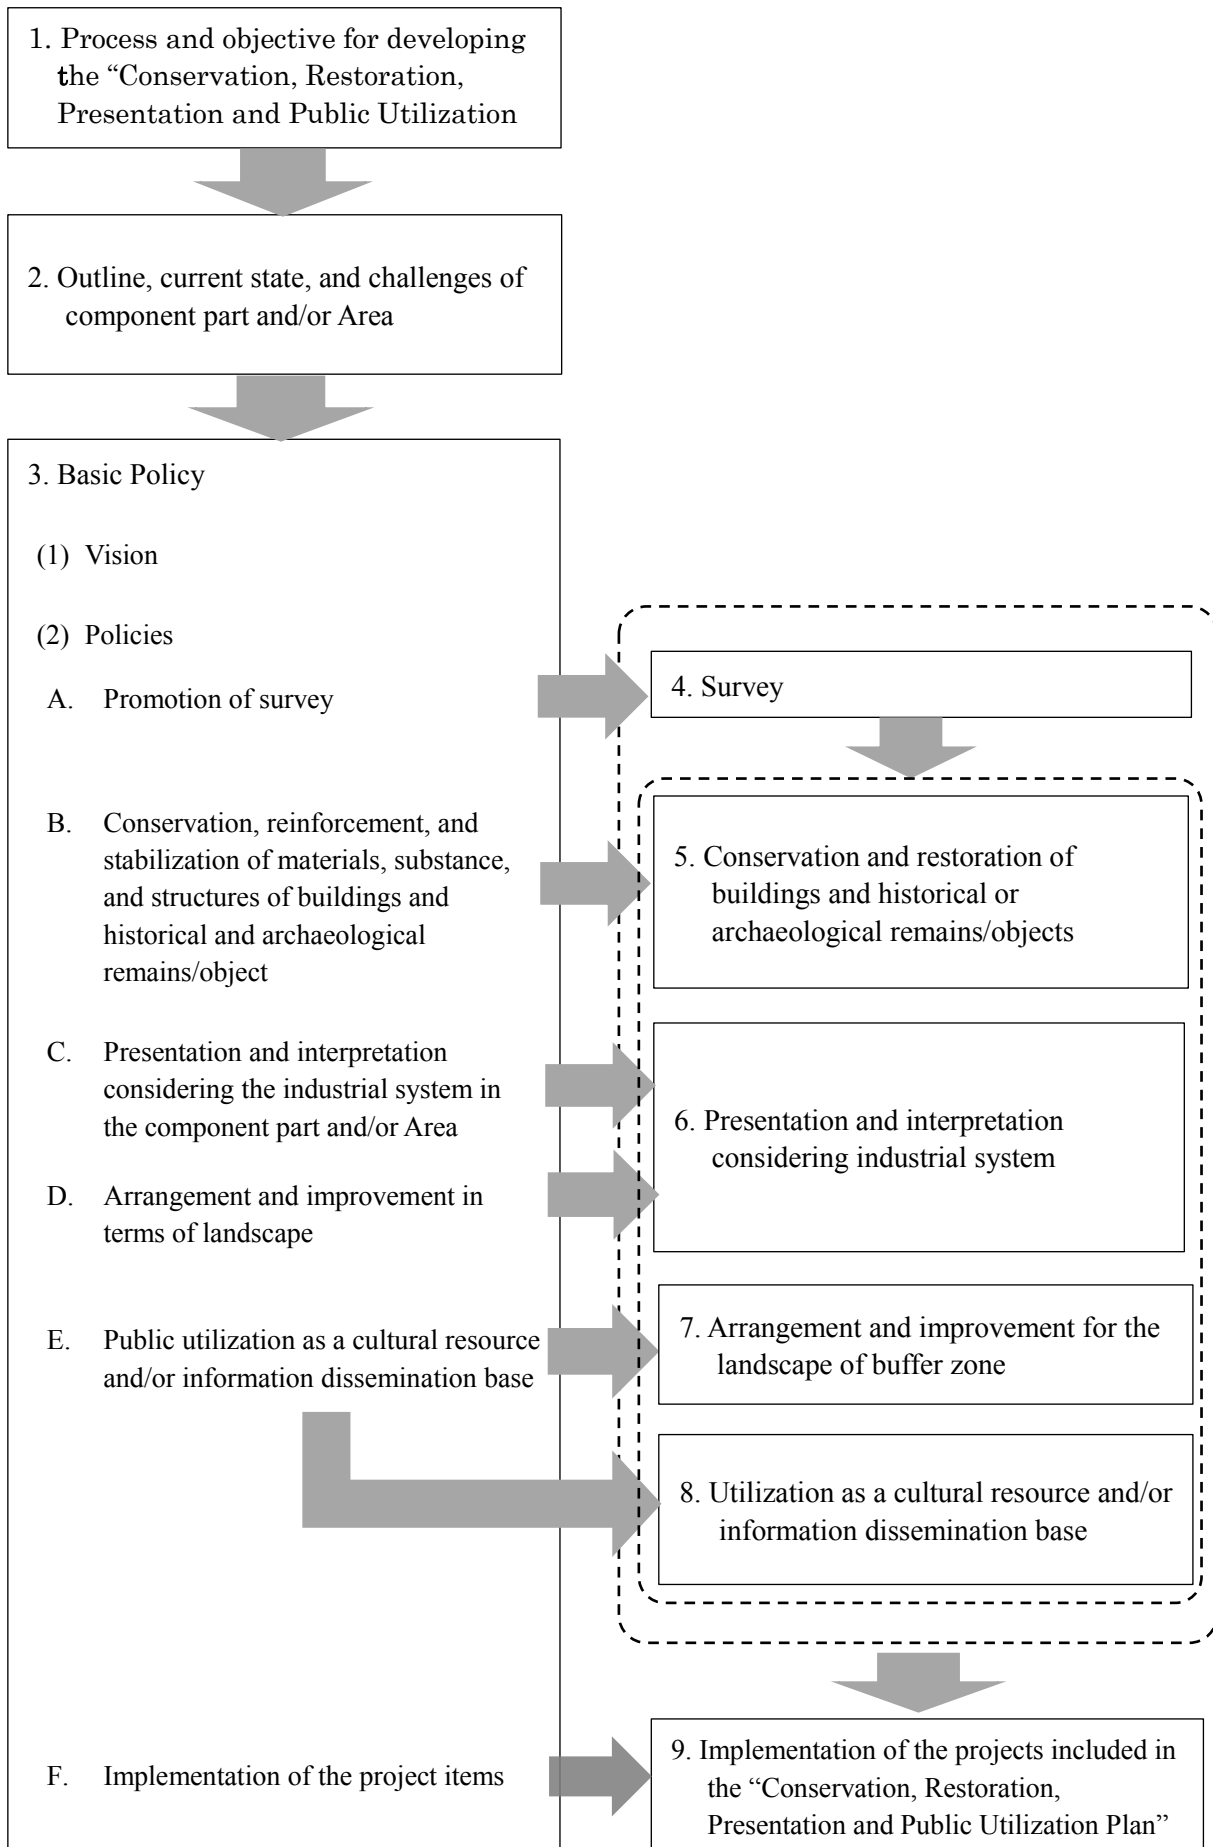 1. Process and objective for developing
the “Conservation, Restoration,
Presentation and Public Utilization
2. Outline, current state, and challenges of
component part and/or Area
3. Basic Policy
(1) Vision
(2) Policies
A. Promotion of survey
B. Conservation, reinforcement, and
stabilization of materials, substance,
and structures of buildings and
historical and archaeological
remains/object
C. Presentation and interpretation
considering the industrial system in
the component part and/or Area
D. Arrangement and improvement in
terms of landscape
E. Public utilization as a cultural resource
and/or information dissemination base
F. Implementation of the project items
4. Survey
5. Conservation and restoration of
buildings and historical or
archaeological remains/objects
6. Presentation and interpretation
considering industrial system
7. Arrangement and improvement for the
landscape of buffer zone
8. Utilization as a cultural resource and/or
information dissemination base
9. Implementation of the projects included in
the “Conservation, Restoration,
Presentation and Public Utilization Plan”